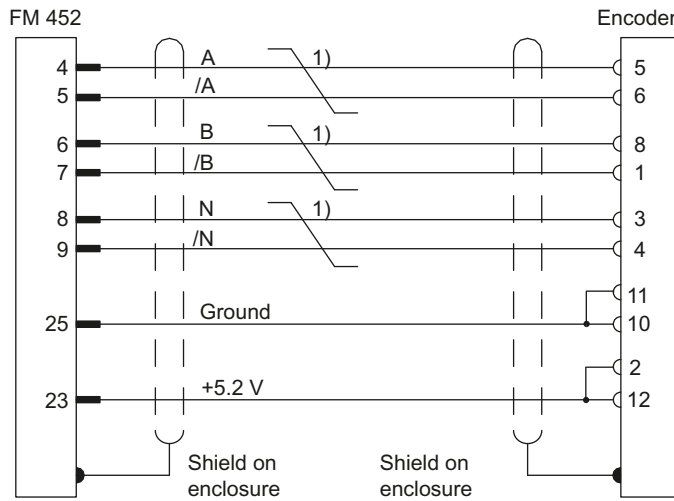 FM 452 Encoder
4 A 1) 5
5 /A 6
6 B 1) 8
7 /B 1
8 N 1) 3
9 /N 4
11
25 Ground 10
2
23 +5.2 V 12
Shield on Shield on
enclosure enclosure